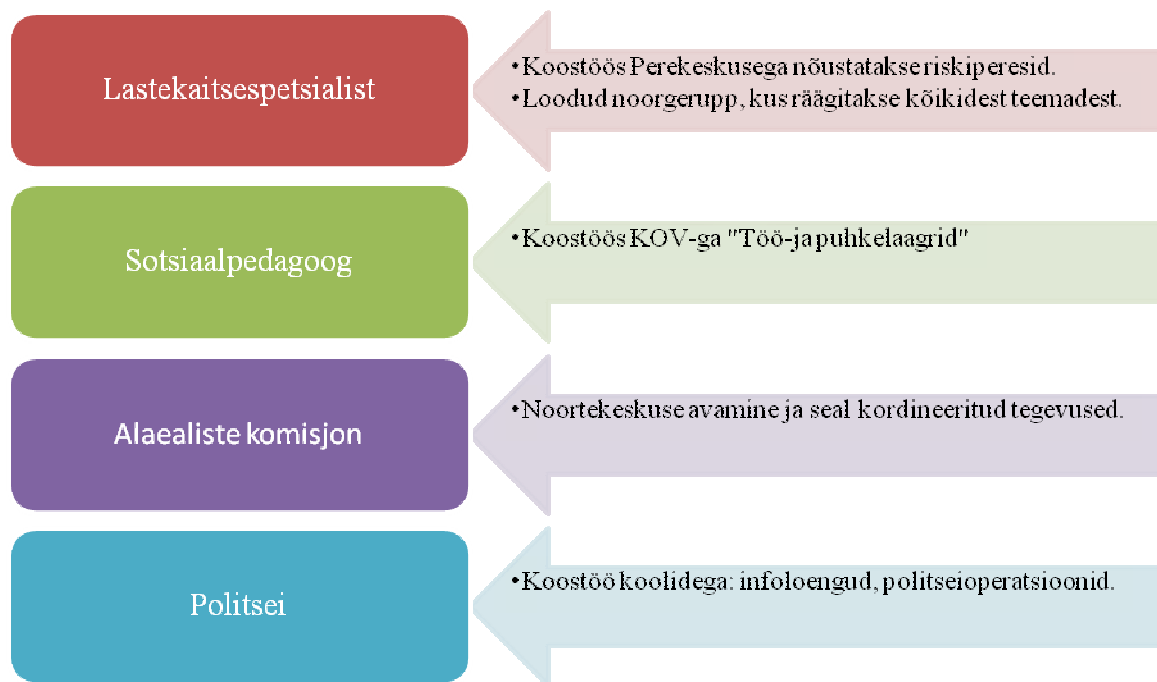 Lastekaitsespetsialist
•Koostöös Perekeskusega nõustatakse riskiperesid.
•Loodud noorgerupp, kus räägitakse kõikidest teemadest.
Sotsiaalpedagoog
•Koostöös KOV-ga "Töö-ja puhkelaagrid"
Alaealiste komisjon
•Noortekeskuse avamine ja seal kordineeritud tegevused.
Politsei
•Koostöö koolidega: infoloengud, politseioperatsioonid.